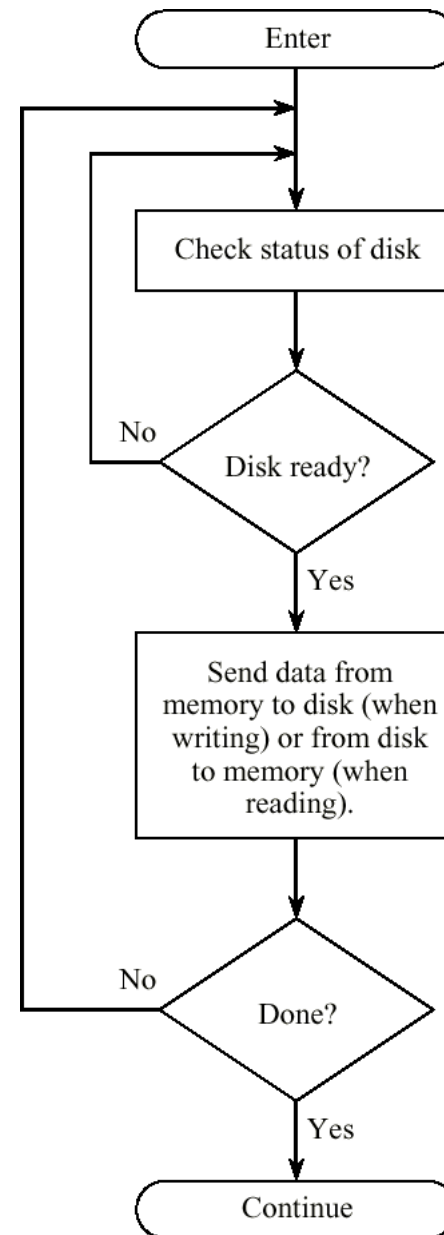 Enter
Check status of disk
No
Disk ready?
Yes
Send data from
memory to disk (when
writing) or from disk
to memory (when
reading).
No
Done?
Yes
Continue